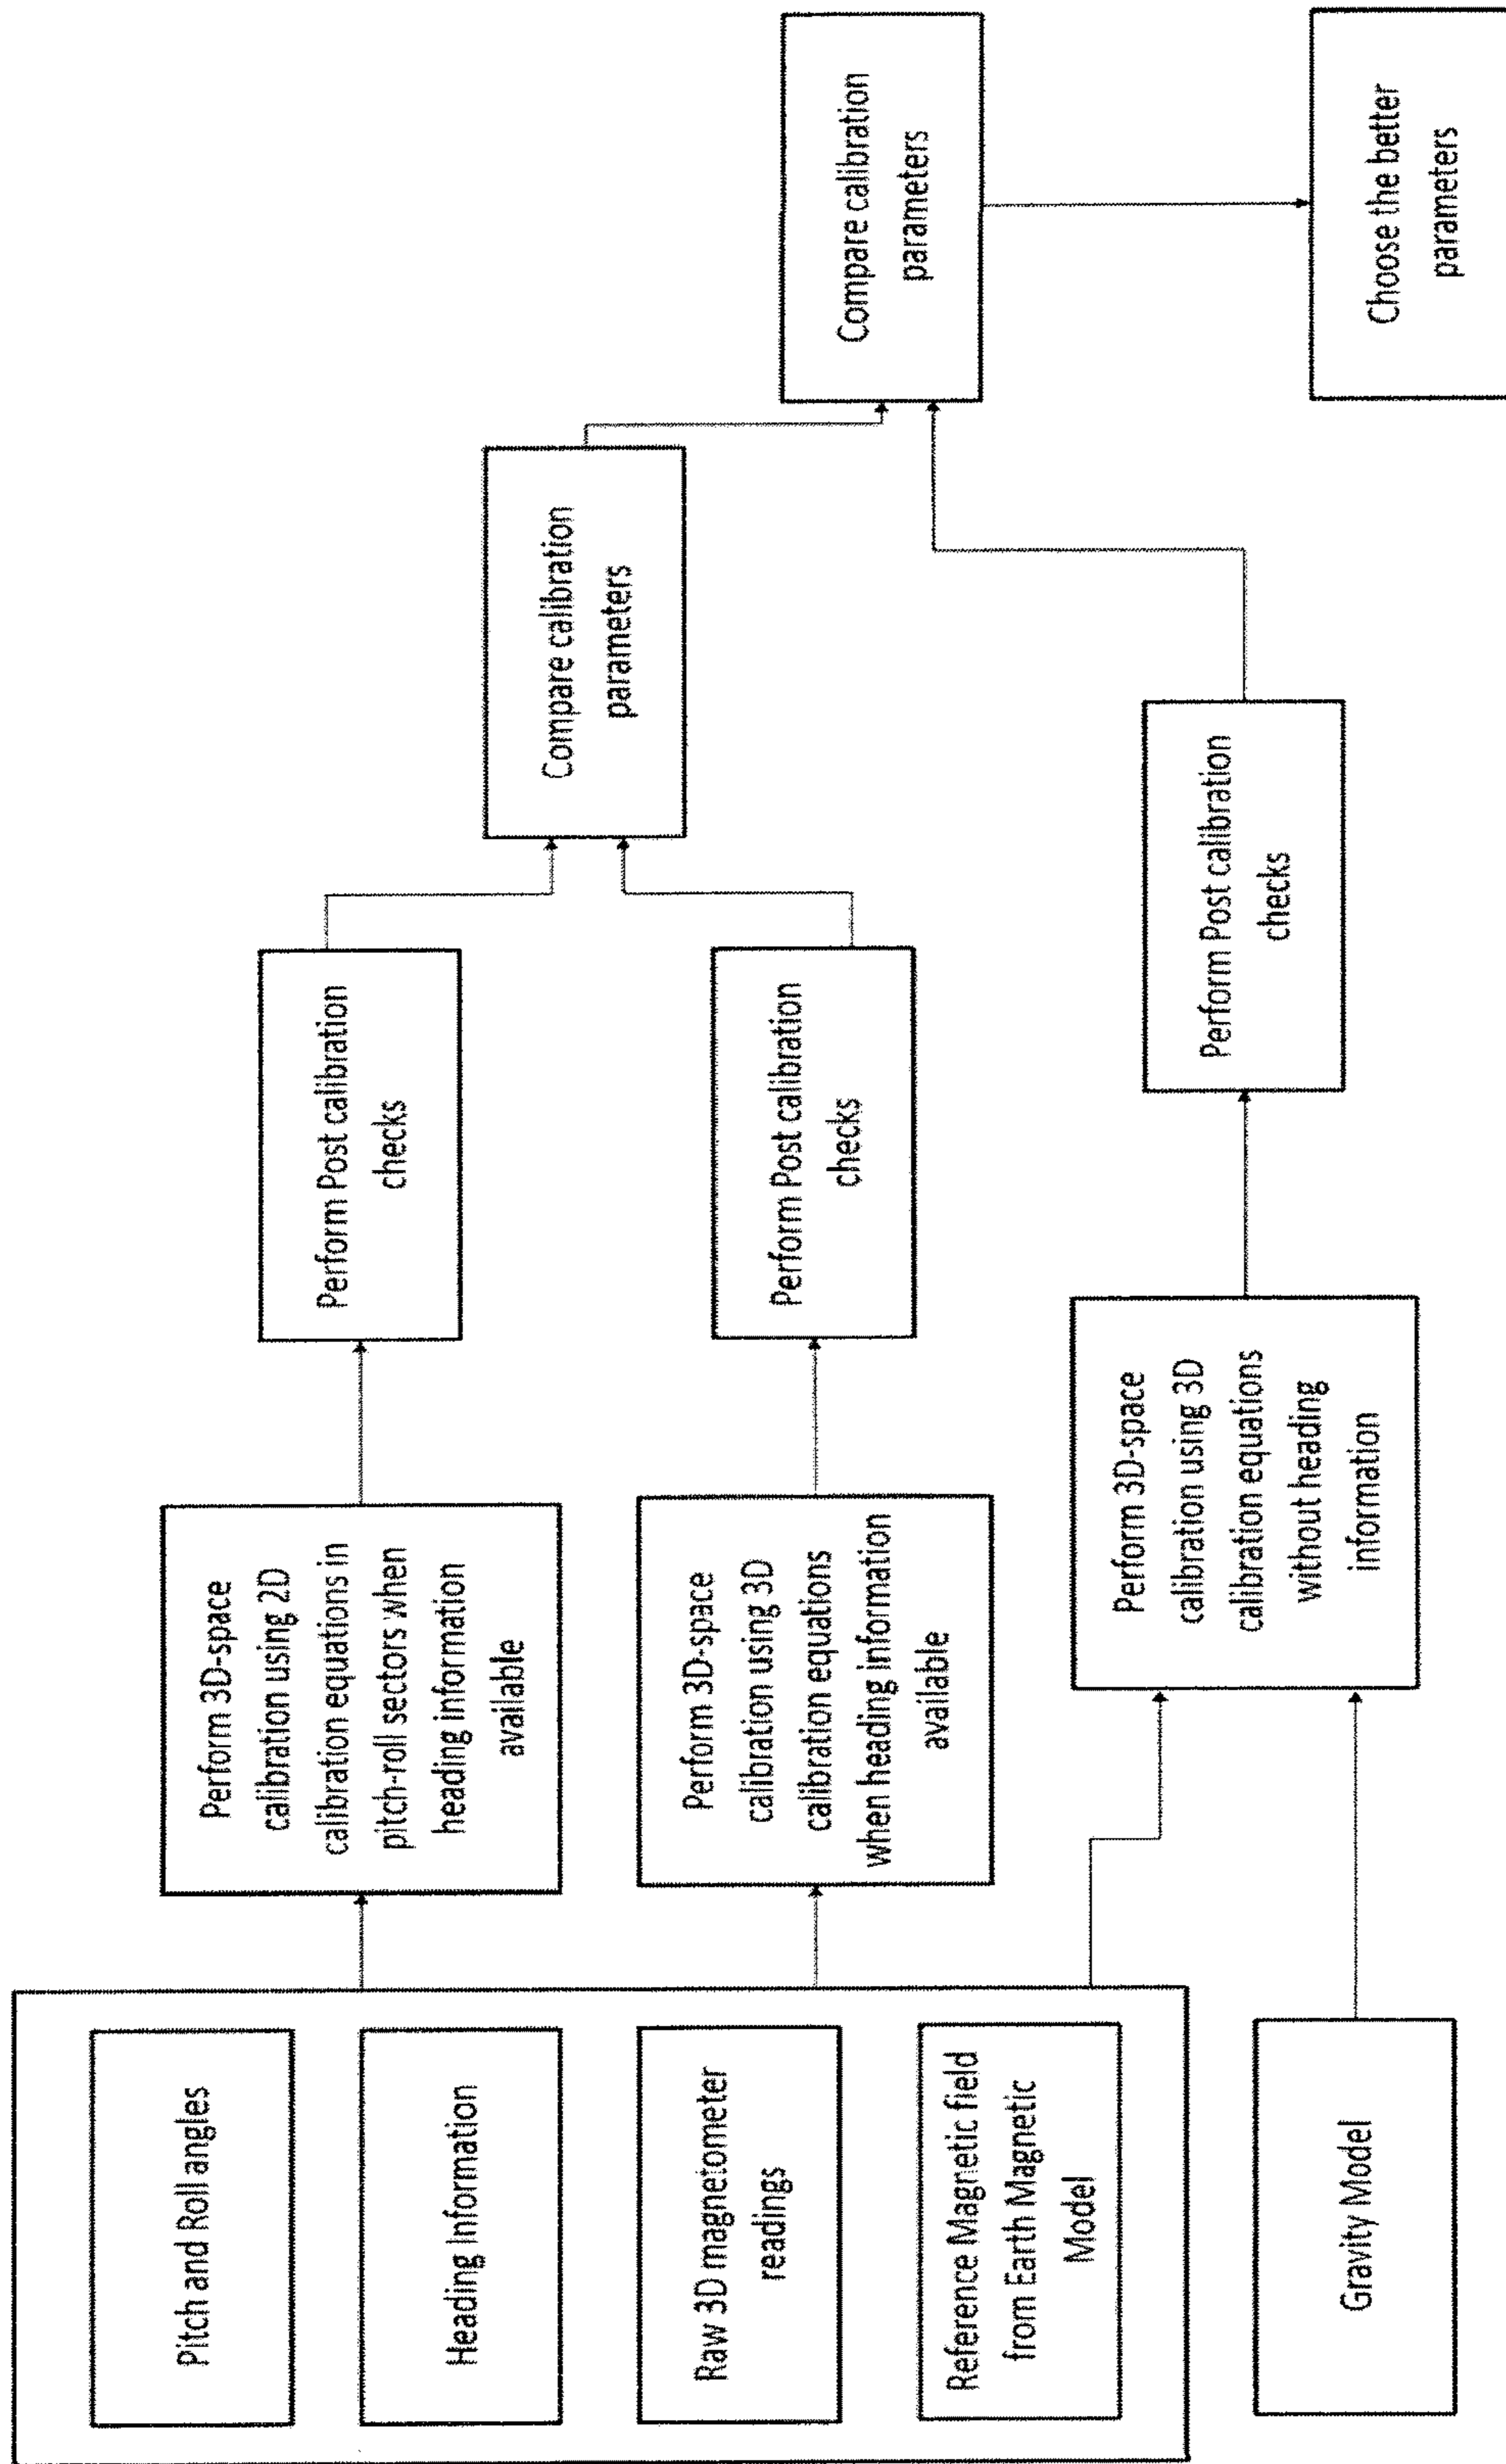 Pitch and Roll angles
Heading Information
Raw 3D magnetometer
readings
Reference Magnetic field
from Earth Magnetic
Model
Gravity Model
Perform 3D-space
calibration using 2D
calibration equations in
pitch-roll sectors when
heading information
available
Perform 3D-space
calibration using 3D
calibration equations
when heading information
available
Perform 3D-space
calibration using 3D
calibration equations
without heading
information
Perform Post calibration
checks
Perform Post calibration
checks
Perform Post calibration
checks
Compare calibration
parameters
Compare calibration
parameters
Choose the better
parameters